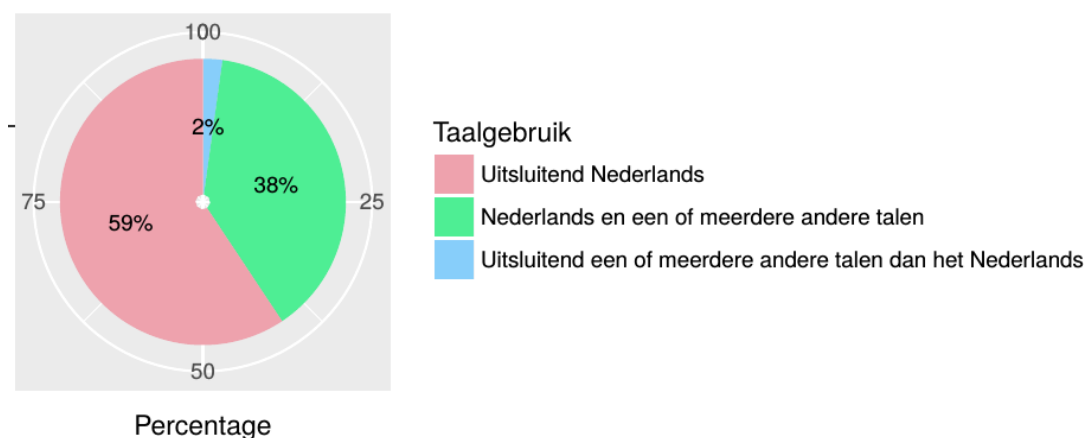 100
2%
38%
75
25
59%
50
Percentage
Taalgebruik
Uitsluitend Nederlands
Nederlands en een of meerdere andere talen
Uitsluitend een of meerdere andere talen dan het Nederlands